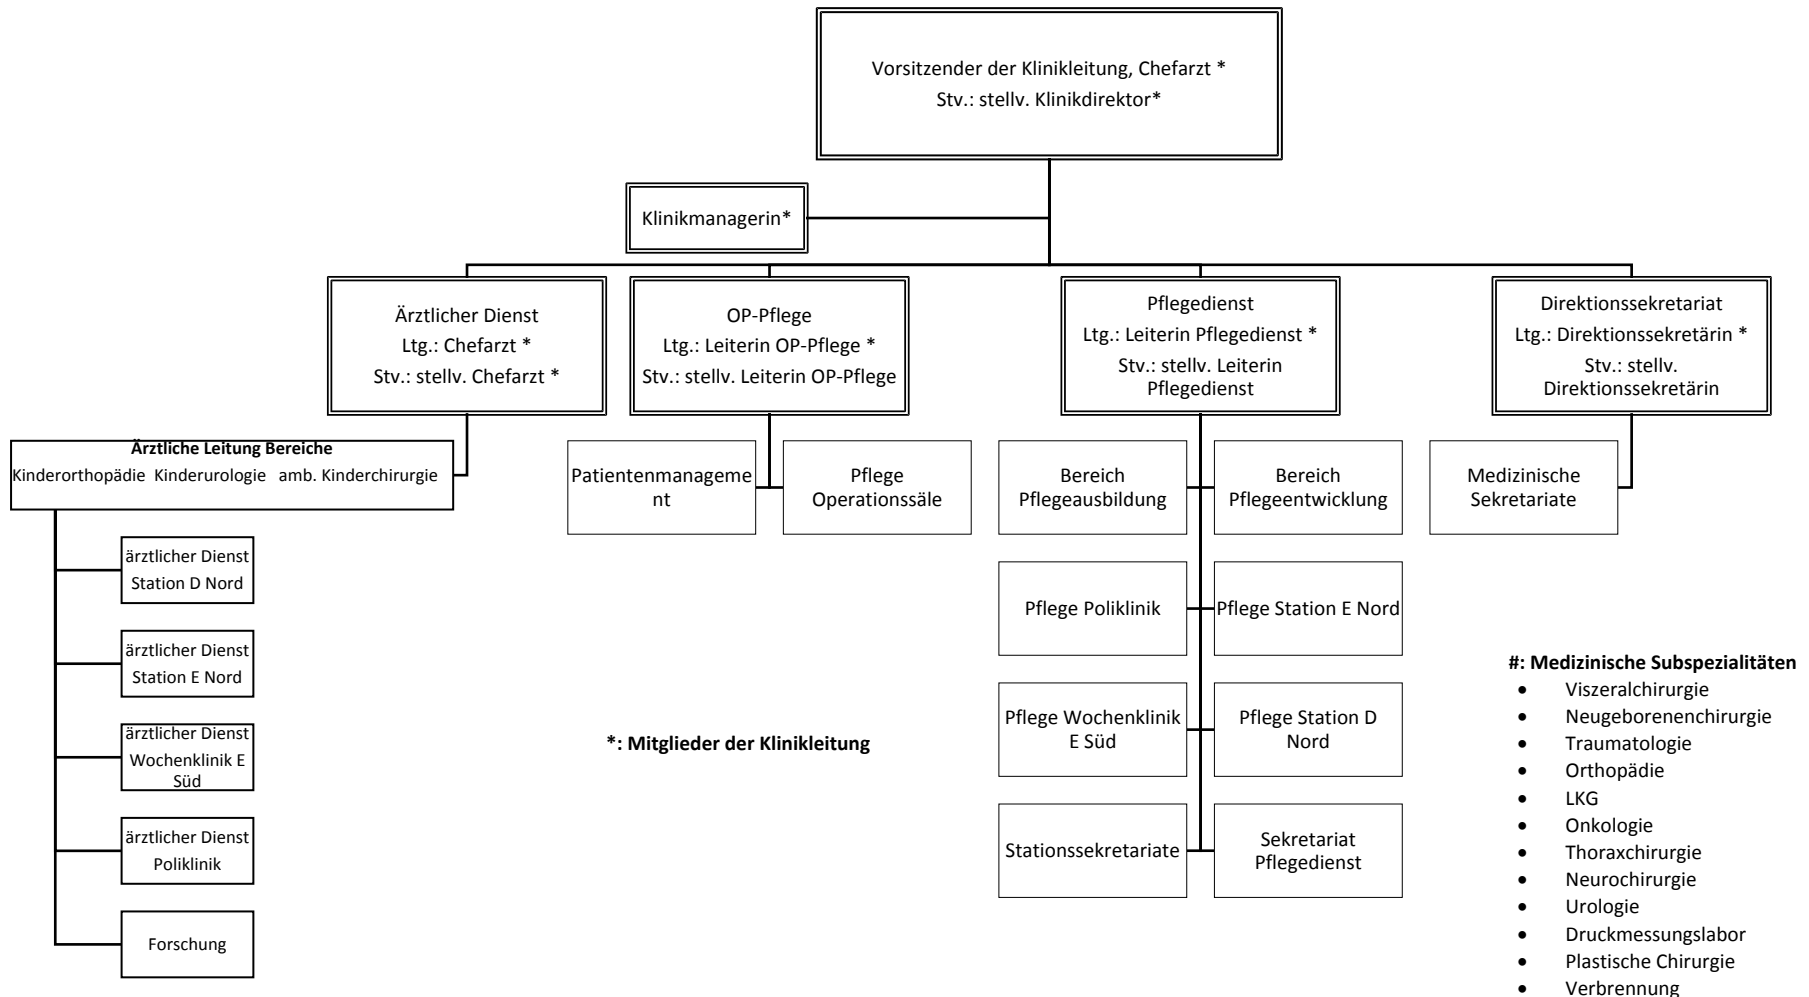 Vorsitzender der Klinikleitung, Chefarzt *
Stv.: stellv. Klinikdirektor*
Klinikmanagerin*
Ärztlicher Dienst
Ltg.: Chefarzt *
Stv.: stellv. Chefarzt *
OP-Pflege
Ltg.: Leiterin OP-Pflege *
Stv.: stellv. Leiterin OP-Pflege
Pflegedienst
Ltg.: Leiterin Pflegedienst *
Stv.: stellv. Leiterin
Pflegedienst
Direktionssekretariat
Ltg.: Direktionssekretärin *
Stv.: stellv.
Direktionssekretärin
Ärztliche Leitung Bereiche
Kinderorthopädie Kinderurologie amb. Kinderchirurgie
ärztlicher Dienst
Station D Nord
ärztlicher Dienst
Station E Nord
ärztlicher Dienst
Wochenklinik E
Süd
ärztlicher Dienst
Poliklinik
Forschung
Patientenmanageme
nt
Pflege
Operationssäle
Bereich
Pflegeausbildung
Bereich
Pflegeentwicklung
Pflege Poliklinik
Pflege Station E Nord
Pflege Wochenklinik
E Süd
Pflege Station D
Nord
Stationssekretariate
Sekretariat
Pflegedienst
Medizinische
Sekretariate
*: Mitglieder der Klinikleitung
#: Medizinische Subspezialitäten
• Viszeralchirurgie
• Neugeborenenchirurgie
• Traumatologie
• Orthopädie
• LKG
• Onkologie
• Thoraxchirurgie
• Neurochirurgie
• Urologie
• Druckmessungslabor
• Plastische Chirurgie
• Verbrennung